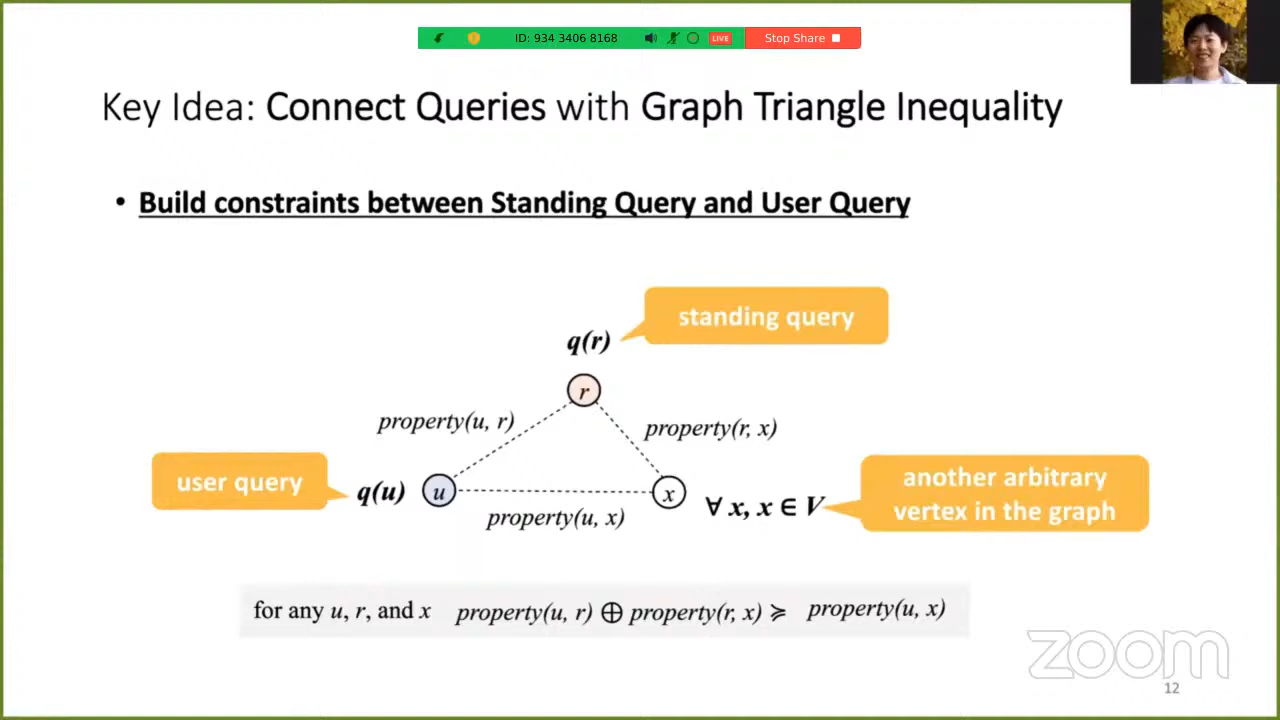 ID: 934 3406 8168
LIVE
Stop Share
Key Idea: Connect Queries with Graph Triangle Inequality
• Build constraints between Standing Query and User Query
standing query
q(r)
r
property(u, r)
property(r, x)
user query
q(u)
u
x
∀ x, x ∈ V
another arbitrary
vertex in the graph
property(u, x)
for any u, r, and x property(u, r) ⊕ property(r, x) ≽ property(u, x)
zoom
12